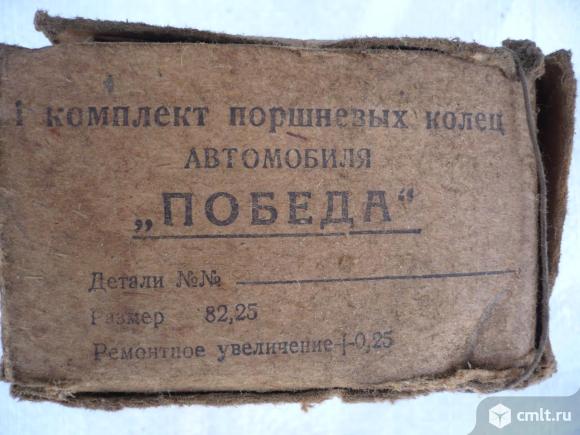 1 комплект поршневых колец
АВТОМОБИЛЯ
„ПОБЕДА“
Детали №№
Размер 82,25
Ремонтное увеличение +0,25
cmlt.ru